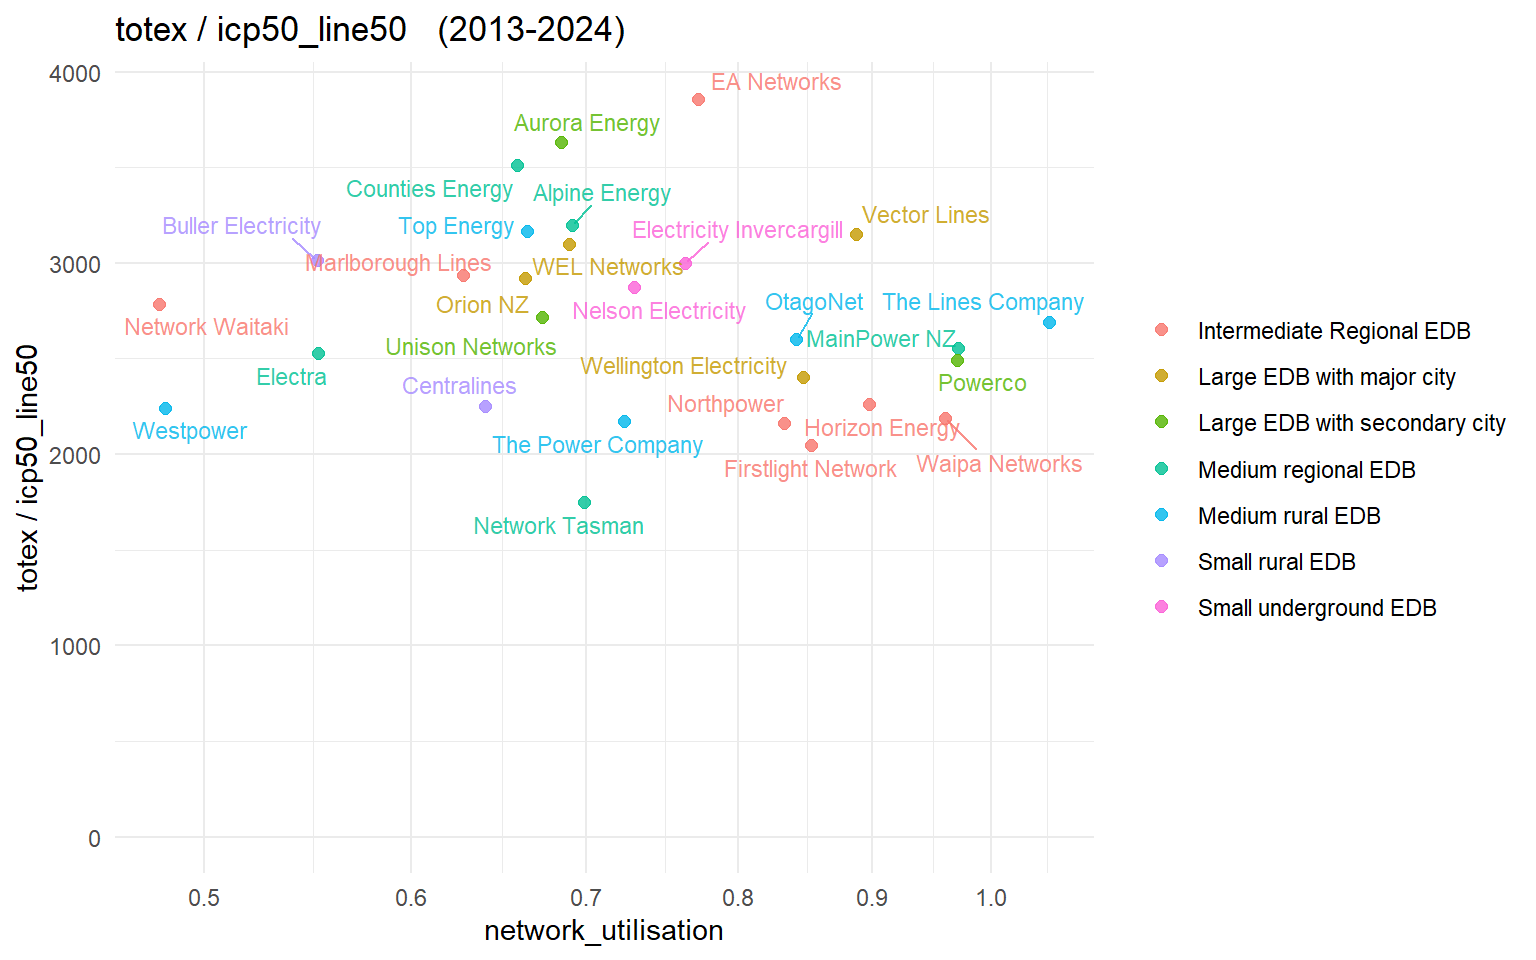 totex / icp50_line50   (2013-2024)
totex / icp50_line50
4000
3000
2000
1000
0
EA Networks
Aurora Energy
Counties Energy
Alpine Energy
Buller Electricity
Top Energy
Electricity Invercargill
Vector Lines
Marlborough Lines
WEL Networks
Orion NZ
Nelson Electricity
OtagoNet
The Lines Company
Network Waitaki
Unison Networks
MainPower NZ
Electra
Centralines
Wellington Electricity
Powerco
Northpower
Westpower
The Power Company
Horizon Energy
Firstlight Network
Waipa Networks
Network Tasman
0.5
0.6
0.7
0.8
0.9
1.0
network_utilisation
Intermediate Regional EDB
Large EDB with major city
Large EDB with secondary city
Medium regional EDB
Medium rural EDB
Small rural EDB
Small underground EDB